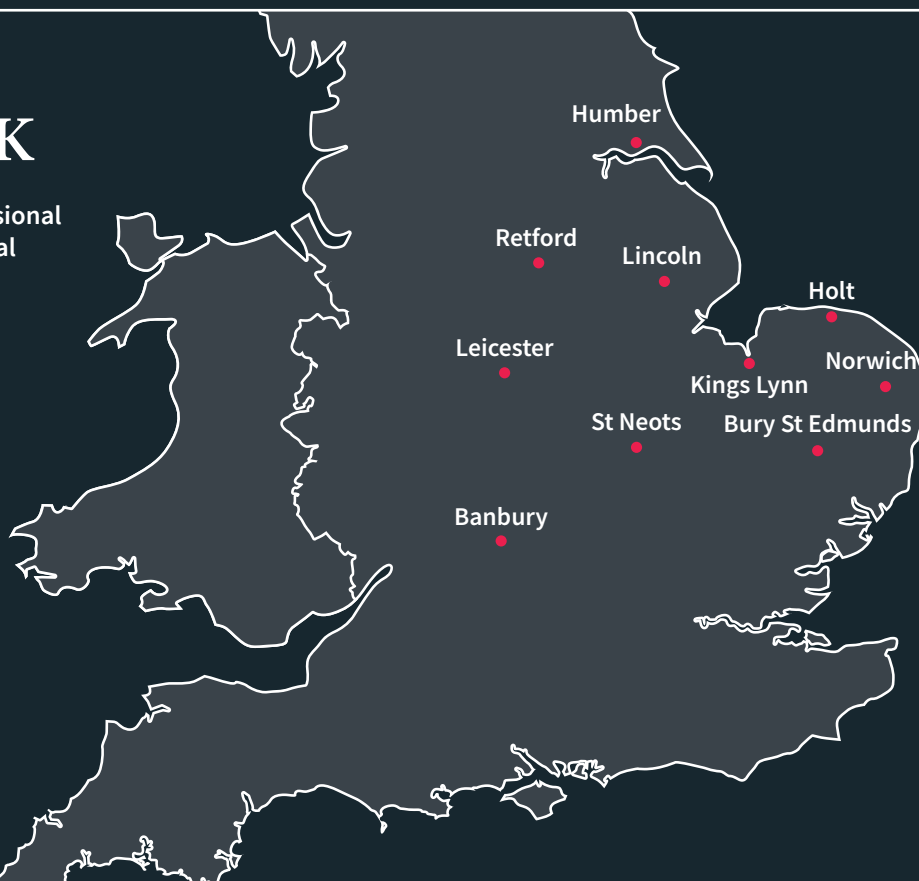 K
sional
al
Humber
Retford
Lincoln
Holt
Leicester
Norwich
Kings Lynn
St Neots
Bury St Edmunds
Banbury